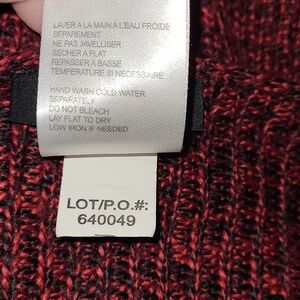 LAVER A LA MAIN A L'EAU FROIDE
SEPAREMENT
NE PAS JAVELLISER
SECHER A PLAT
REPASSER A BASSE
TEMPERATURE SI NECESSAIRE
HAND WASH COLD WATER
SEPARATELY
DO NOT BLEACH
LAY FLAT TO DRY
LOW IRON IF NEEDED
LOT/P.O.#:
640049